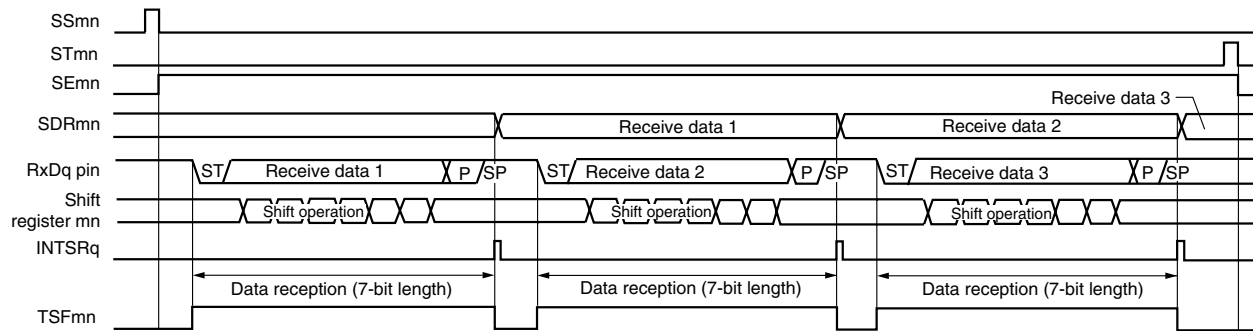 SSmn
STmn
SEmn
Receive data 3
SDRmn Receive data 1 Receive data 2
RxDq pin ST Receive data 1 P SP ST Receive data 2 P SP ST Receive data 3 P SP
Shift
register mn Shift operation Shift operation Shift operation
INTSRq
Data reception (7-bit length) Data reception (7-bit length) Data reception (7-bit length)
TSFmn